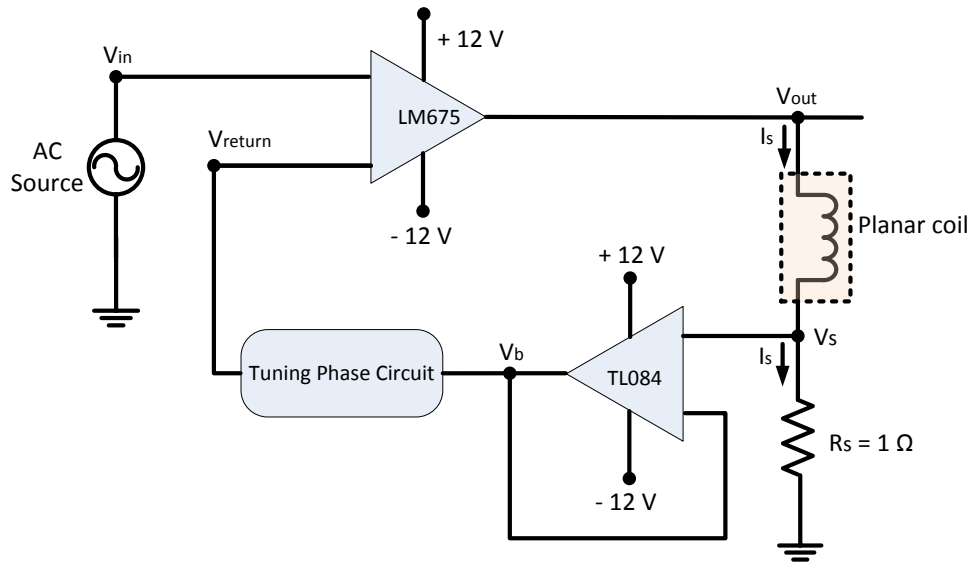 + 12 V
Vin
LM675
Vout
Is
Vreturn
AC
Source
- 12 V
Planar coil
+ 12 V
Vs
Is
Vb
Tuning Phase Circuit
TL084
Rs = 1 Ω
- 12 V